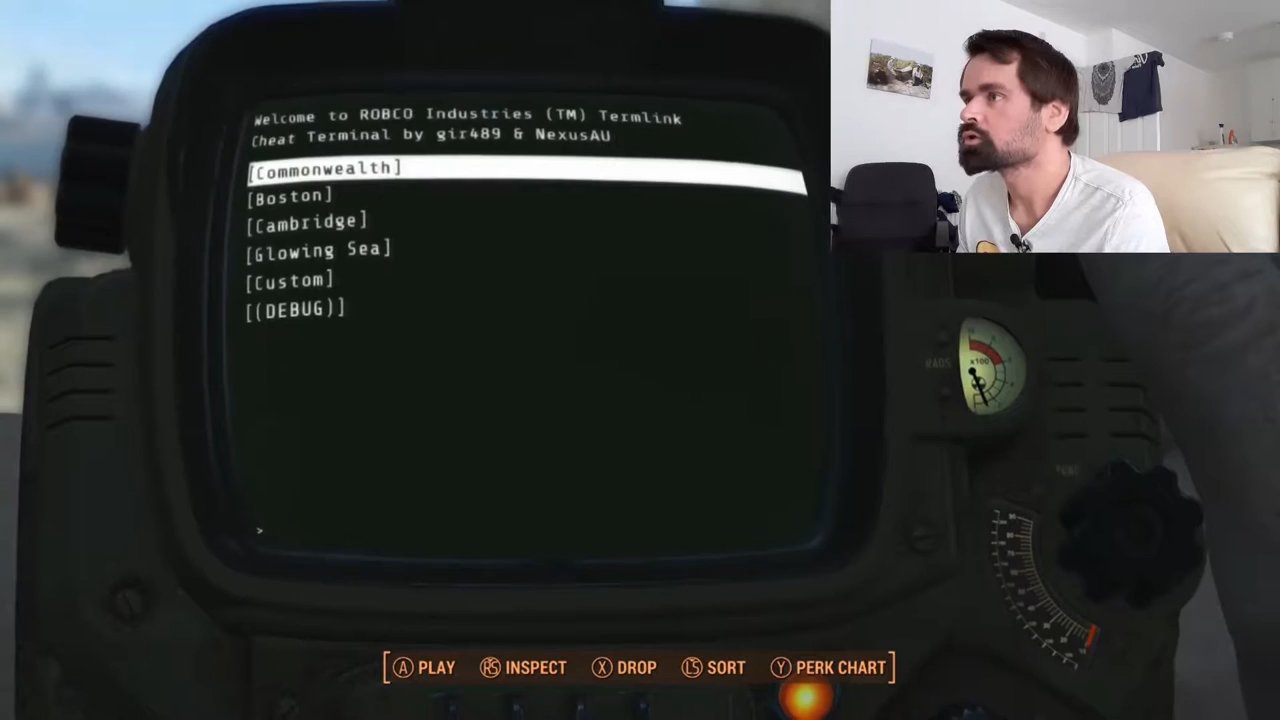 Welcome to ROBCO Industries (TM) Termlink
Cheat Terminal by gir489 & NexusAU
[Commonwealth]
[Boston]
[Cambridge]
[Glowing Sea]
[Custom]
[(DEBUG)]
>
RADS
x100
(A) PLAY (RS) INSPECT (X) DROP (LS) SORT (Y) PERK CHART